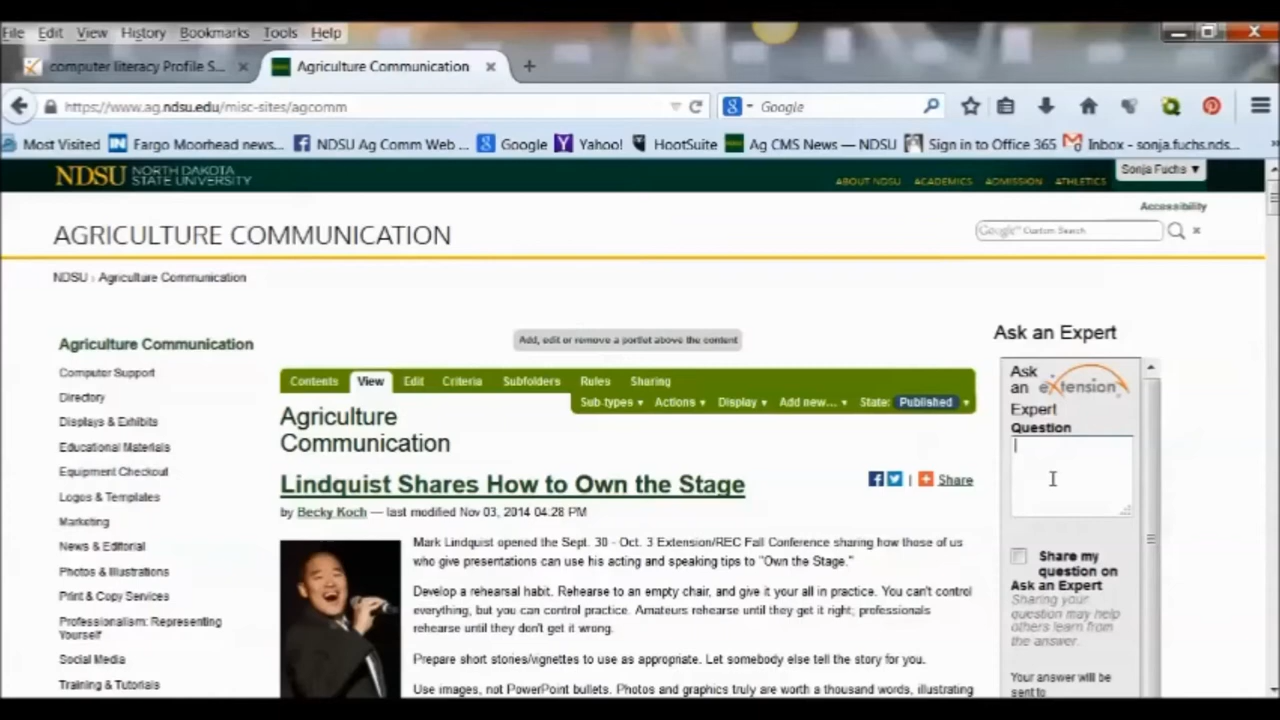 File Edit View History Bookmarks Tools Help
computer literacy Profile S... × Agriculture Communication × +
https://www.ag.ndsu.edu/misc-sites/agcomm Google
Most Visited Fargo Moorhead news... NDSU Ag Comm Web ... Google Yahoo! HootSuite Ag CMS News — NDSU Sign in to Office 365 Inbox - sonja.fuchs.nds...
NDSU NORTH DAKOTA STATE UNIVERSITY
Sonja Fuchs
ABOUT NDSU ACADEMICS ADMISSION ATHLETICS
Accessibility
AGRICULTURE COMMUNICATION
Google™ Custom Search ×
NDSU › Agriculture Communication
Agriculture Communication
Computer Support
Directory
Displays & Exhibits
Educational Materials
Equipment Checkout
Logos & Templates
Marketing
News & Editorial
Photos & Illustrations
Print & Copy Services
Professionalism: Representing
Yourself
Social Media
Training & Tutorials
Add, edit or remove a portlet above the content
Contents View Edit Criteria Subfolders Rules Sharing
Sub-types Actions Display Add new... State: Published
Agriculture
Communication
Lindquist Shares How to Own the Stage
| Share
by Becky Koch — last modified Nov 03, 2014 04:28 PM
Mark Lindquist opened the Sept. 30 - Oct. 3 Extension/REC Fall Conference sharing how those of us
who give presentations can use his acting and speaking tips to "Own the Stage."
Develop a rehearsal habit. Rehearse to an empty chair, and give it your all in practice. You can't control
everything, but you can control practice. Amateurs rehearse until they get it right; professionals
rehearse until they don't get it wrong.
Prepare short stories/vignettes to use as appropriate. Let somebody else tell the story for you.
Use images, not PowerPoint bullets. Photos and graphics truly are worth a thousand words, illustrating
Ask an Expert
Ask
an eXtension
Expert
Question
Share my
question on
Ask an Expert
Sharing your
question may help
others learn from
the answer.
Your answer will be
sent to